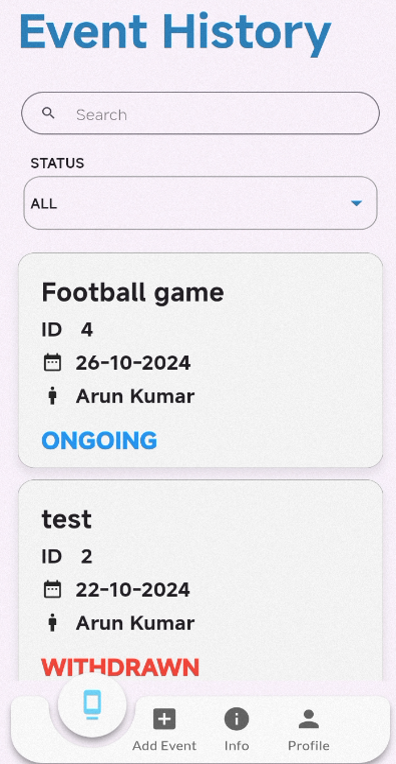 Event History
Search
STATUS
ALL
Football game
ID 4
26-10-2024
Arun Kumar
ONGOING
test
ID 2
22-10-2024
Arun Kumar
WITHDRAWN
Add Event Info Profile